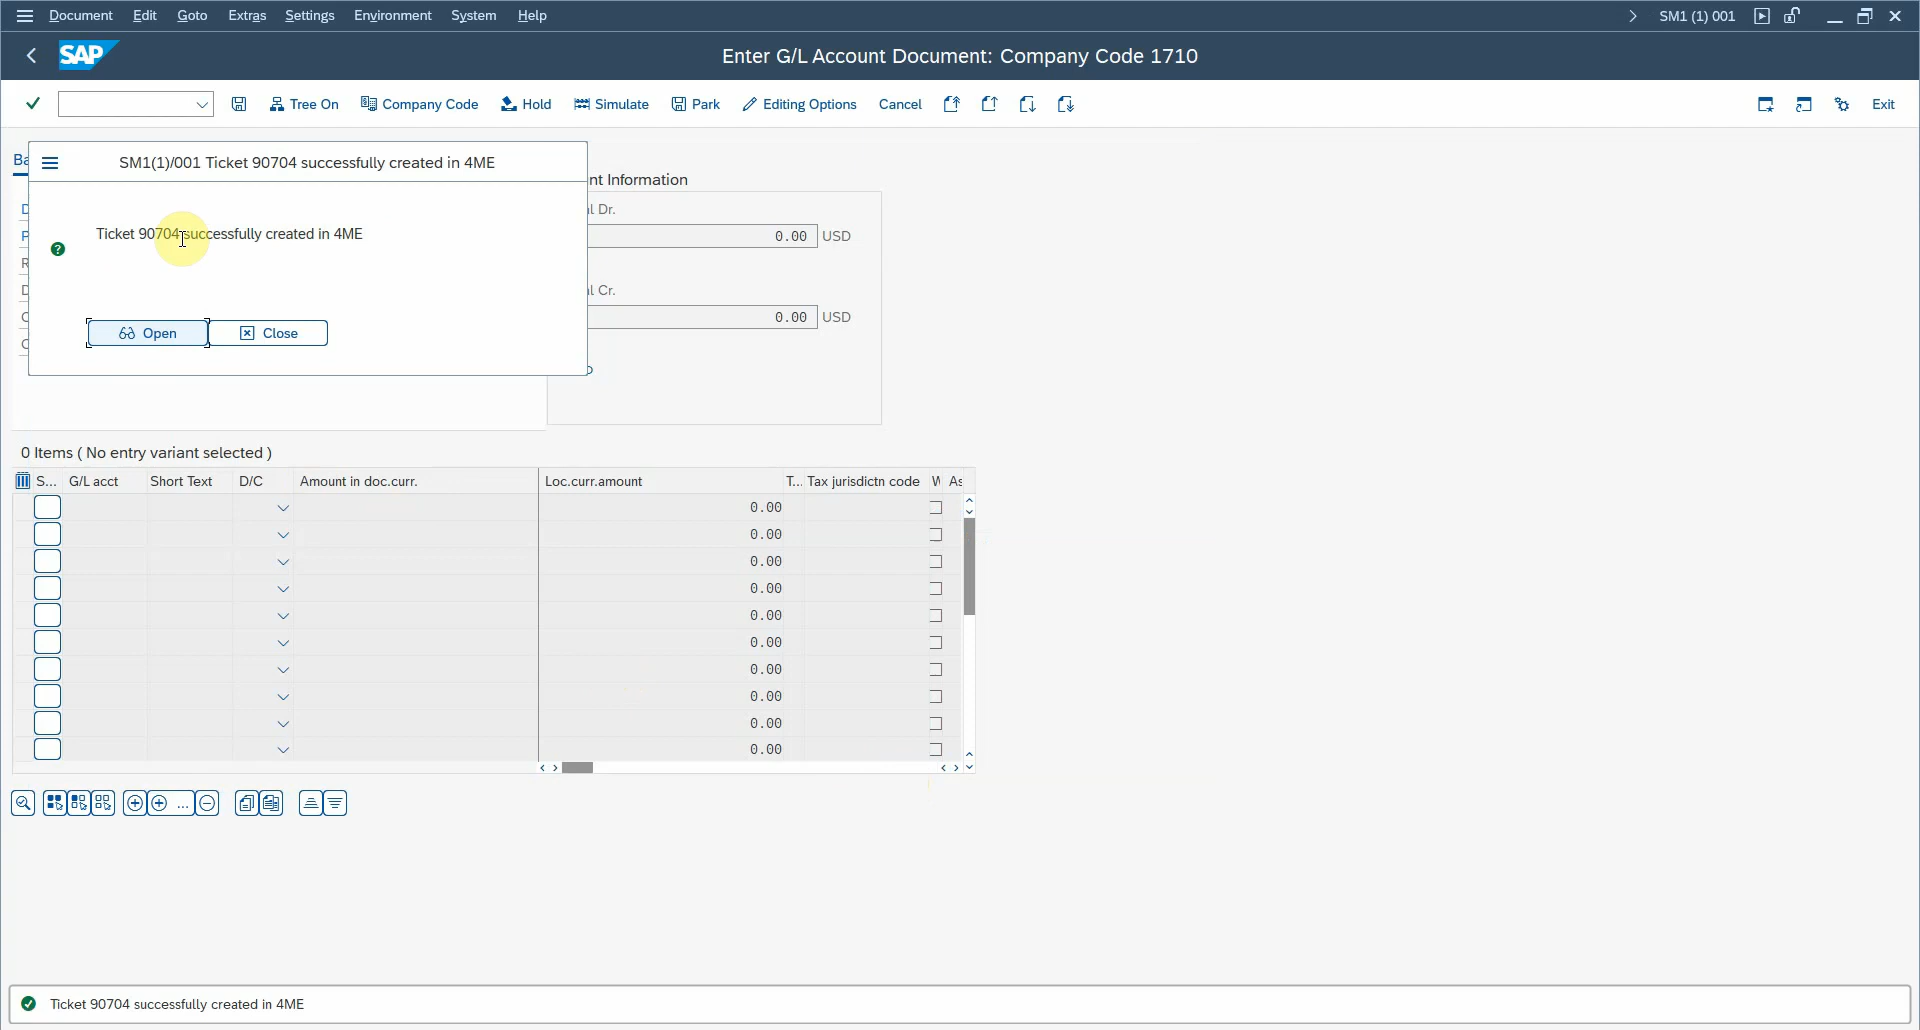 Document Edit Goto Extras Settings Environment System Help SM1 (1) 001
SAP Enter G/L Account Document: Company Code 1710
Tree On Company Code Hold Simulate Park Editing Options Cancel Exit
Ba
SM1(1)/001 Ticket 90704 successfully created in 4ME
nt Information
D
l Dr.
P
Ticket 90704 successfully created in 4ME
0.00 USD
R
D
l Cr.
C
0.00 USD
Open Close
C
0 Items ( No entry variant selected )
S... G/L acct Short Text D/C Amount in doc.curr. Loc.curr.amount T... Tax jurisdictn code W As
0.00
0.00
0.00
0.00
0.00
0.00
0.00
0.00
0.00
0.00
...
Ticket 90704 successfully created in 4ME